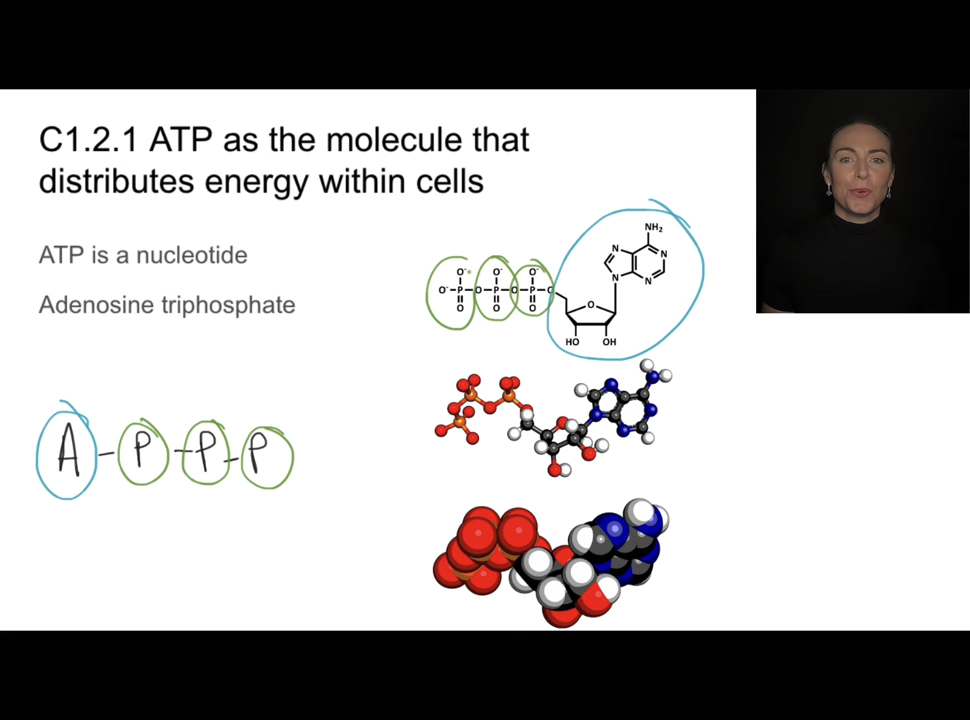 C1.2.1 ATP as the molecule that
distributes energy within cells
ATP is a nucleotide
Adenosine triphosphate
NH₂
N N
N N
O⁻ O⁻ O⁻
O⁻-P-O-P-O-P-O
O O O
O
HO OH
A-P-P-P